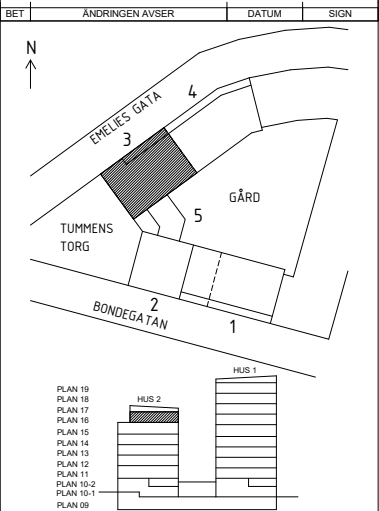 BET ÄNDRINGEN AVSER DATUM SIGN
N
EMELIES GATA
4
3
5
GÅRD
TUMMENS
TORG
2
1
BONDEGATAN
HUS 1
HUS 2
PLAN 19
PLAN 18
PLAN 17
PLAN 16
PLAN 15
PLAN 14
PLAN 13
PLAN 12
PLAN 11
PLAN 10-2
PLAN 10-1
PLAN 09